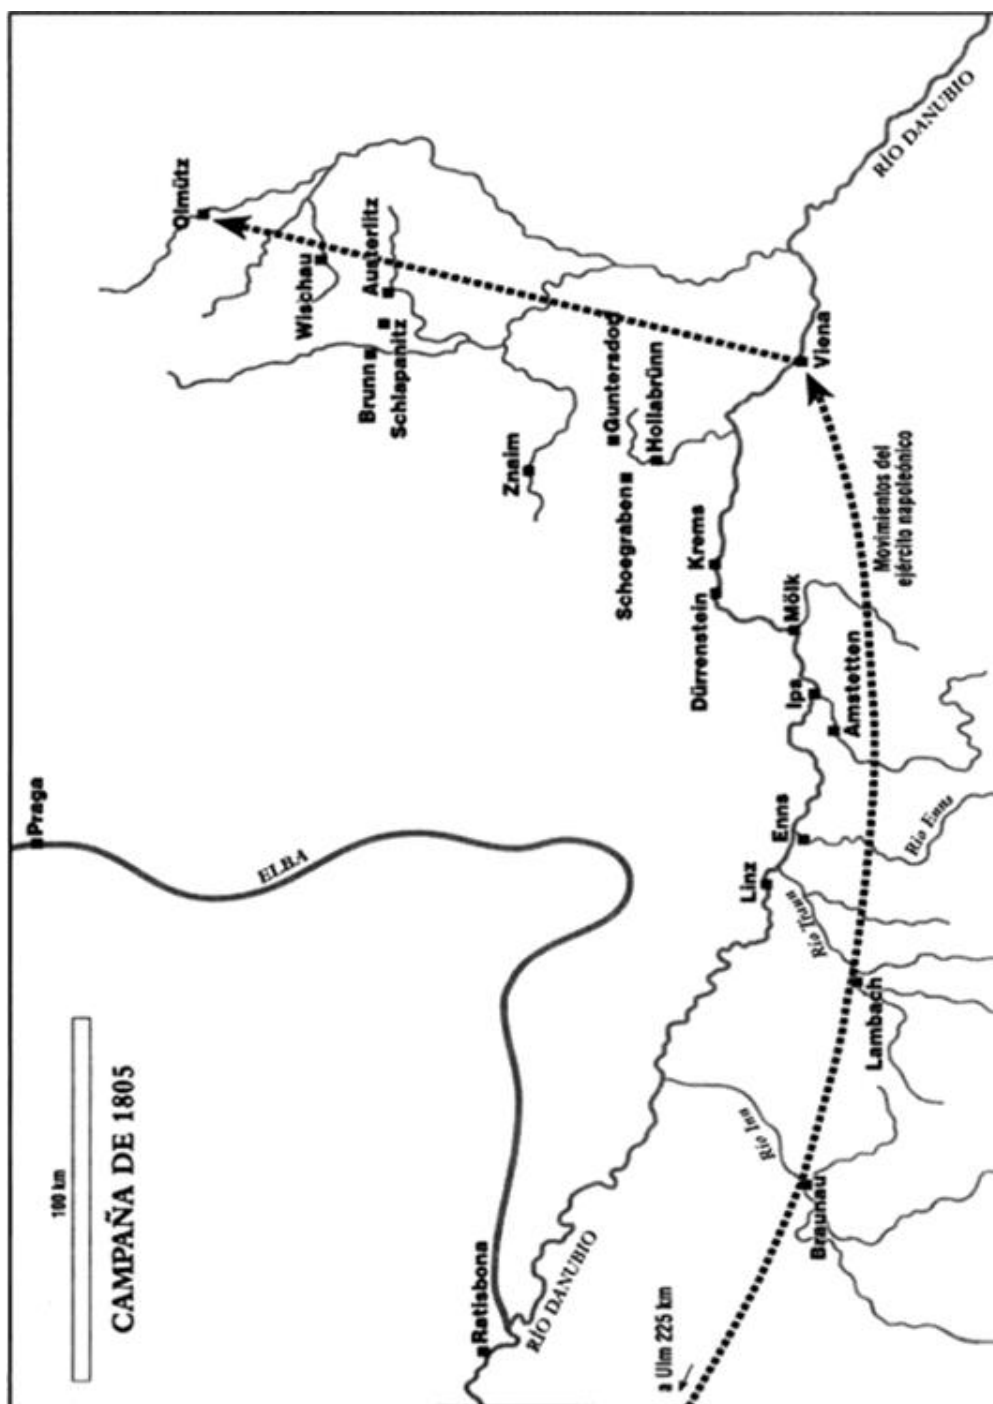 100 km
CAMPAÑA DE 1805
Praga
ELBA
Ratisbona
RÍO DANUBIO
a Ulm 225 km
Olmütz
Wischau
Austerlitz
Brunn
Schlapanitz
Znaim
Guntersdorf
Hollabrünn
Schoegraben
Krems
Dürrenstein
Mölk
Ips
Amstetten
Enns
Linz
Río Enns
Río Traun
Lambach
Río Inn
Braunau
Viena
RÍO DANUBIO
Movimientos del
ejército napoleónico